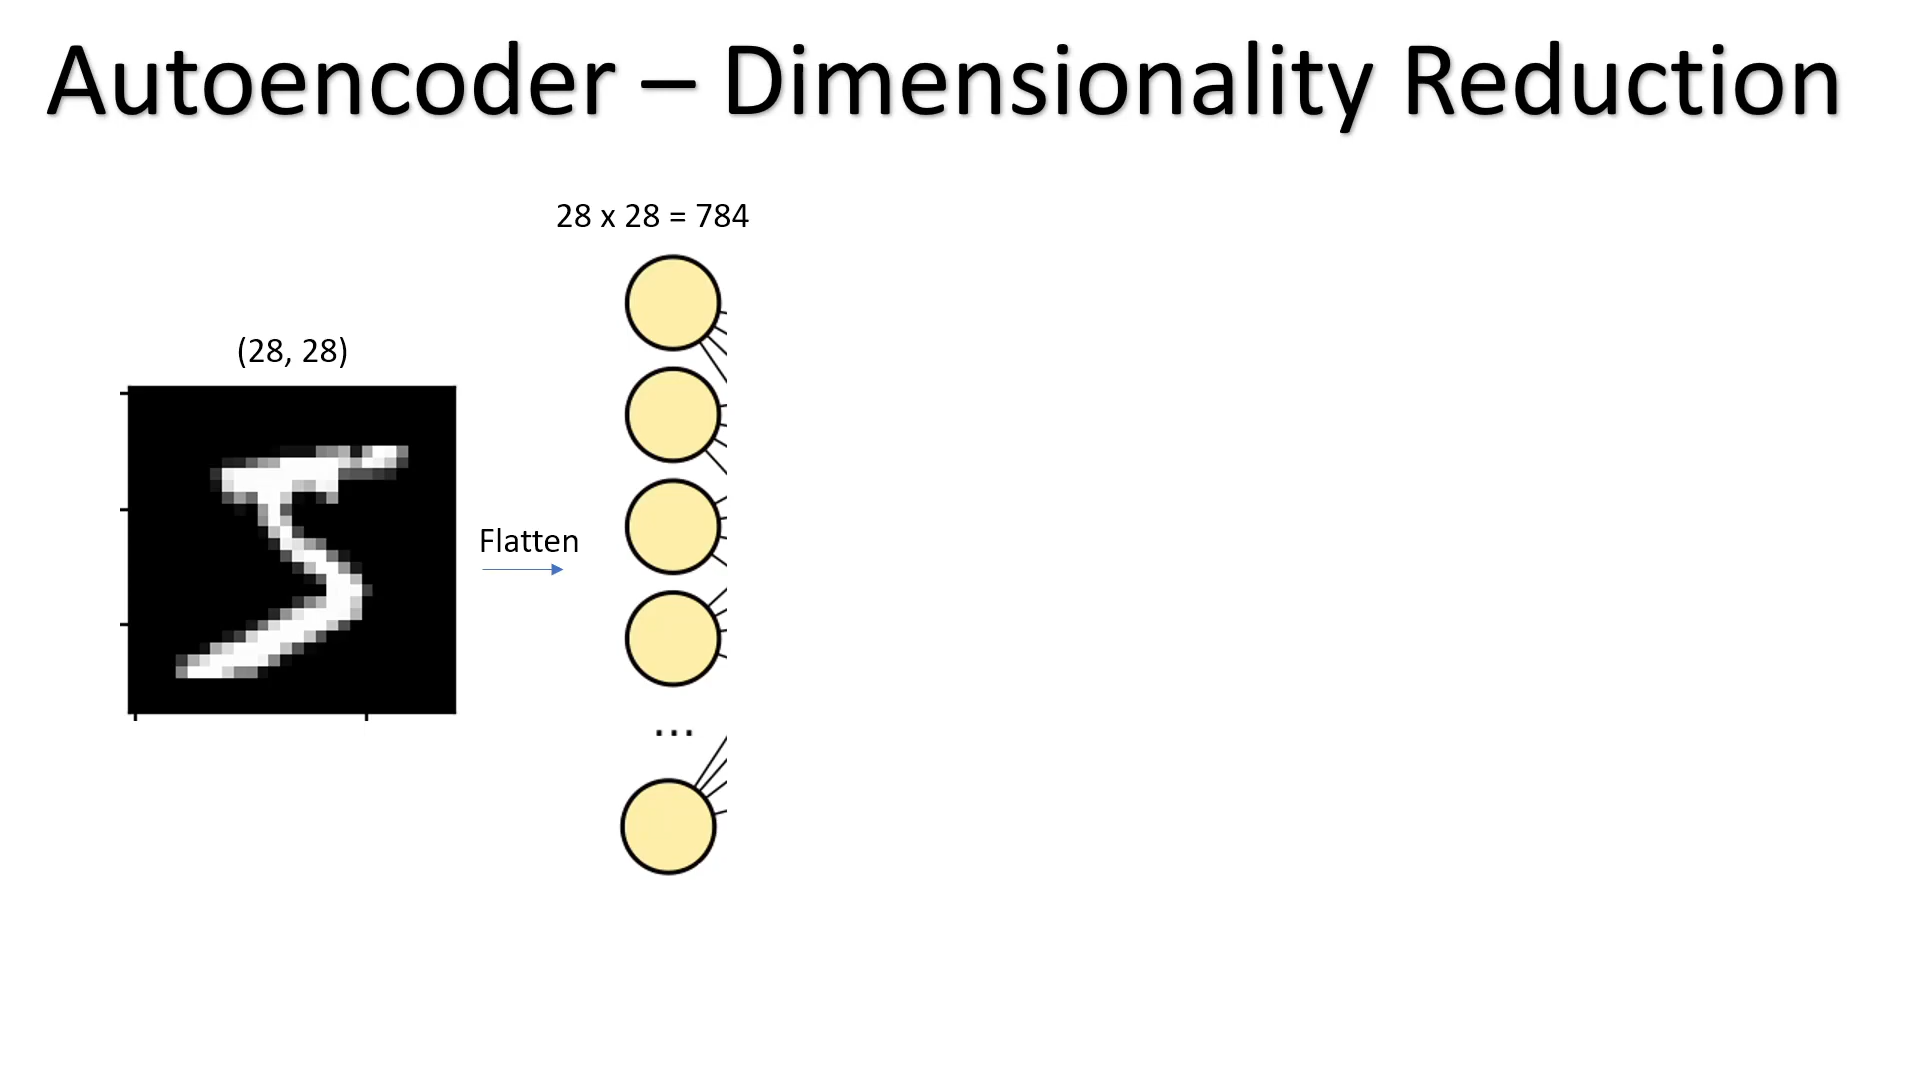 Autoencoder – Dimensionality Reduction
28 x 28 = 784
(28, 28)
Flatten
...